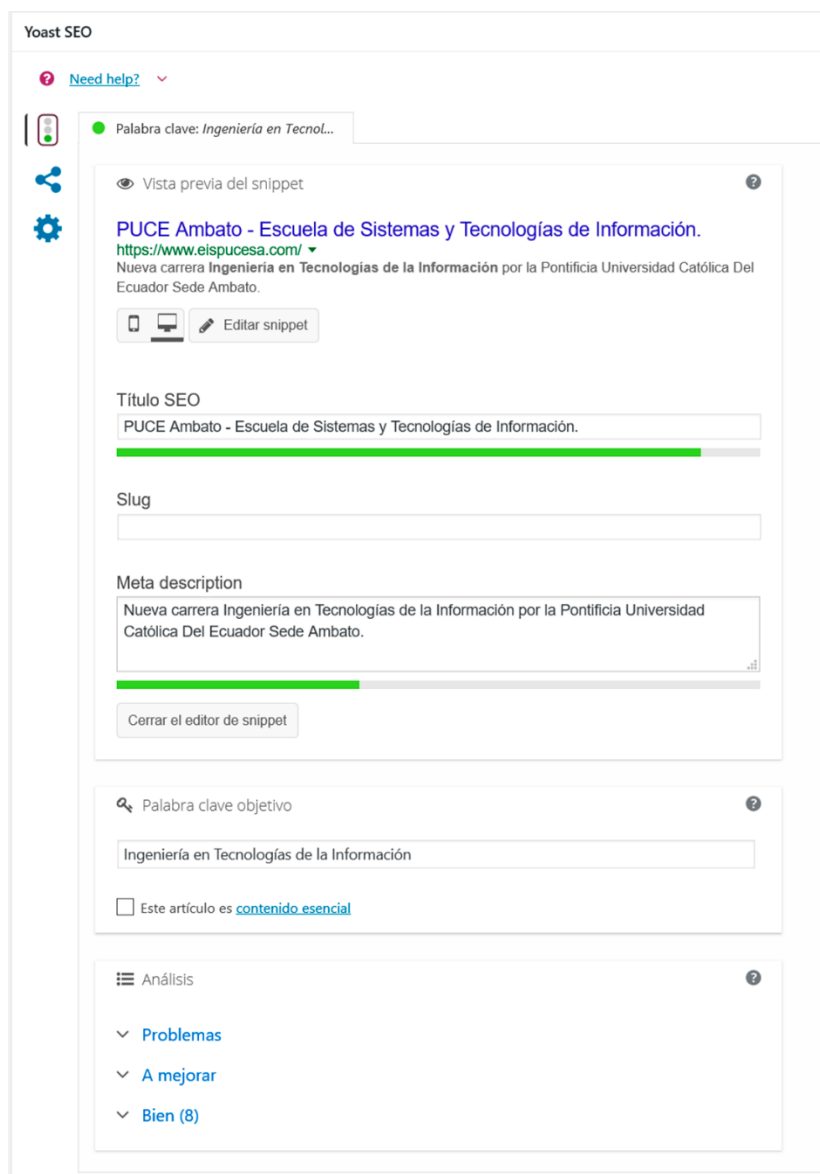 Yoast SEO
Need help?
Palabra clave: Ingeniería en Tecnol...
Vista previa del snippet
PUCE Ambato - Escuela de Sistemas y Tecnologías de Información.
https://www.eispucesa.com/
Nueva carrera Ingeniería en Tecnologías de la Información por la Pontificia Universidad Católica Del
Ecuador Sede Ambato.
Editar snippet
Título SEO
PUCE Ambato - Escuela de Sistemas y Tecnologías de Información.
Slug
Meta description
Nueva carrera Ingeniería en Tecnologías de la Información por la Pontificia Universidad
Católica Del Ecuador Sede Ambato.
Cerrar el editor de snippet
Palabra clave objetivo
Ingeniería en Tecnologías de la Información
Este artículo es contenido esencial
Análisis
Problemas
A mejorar
Bien (8)